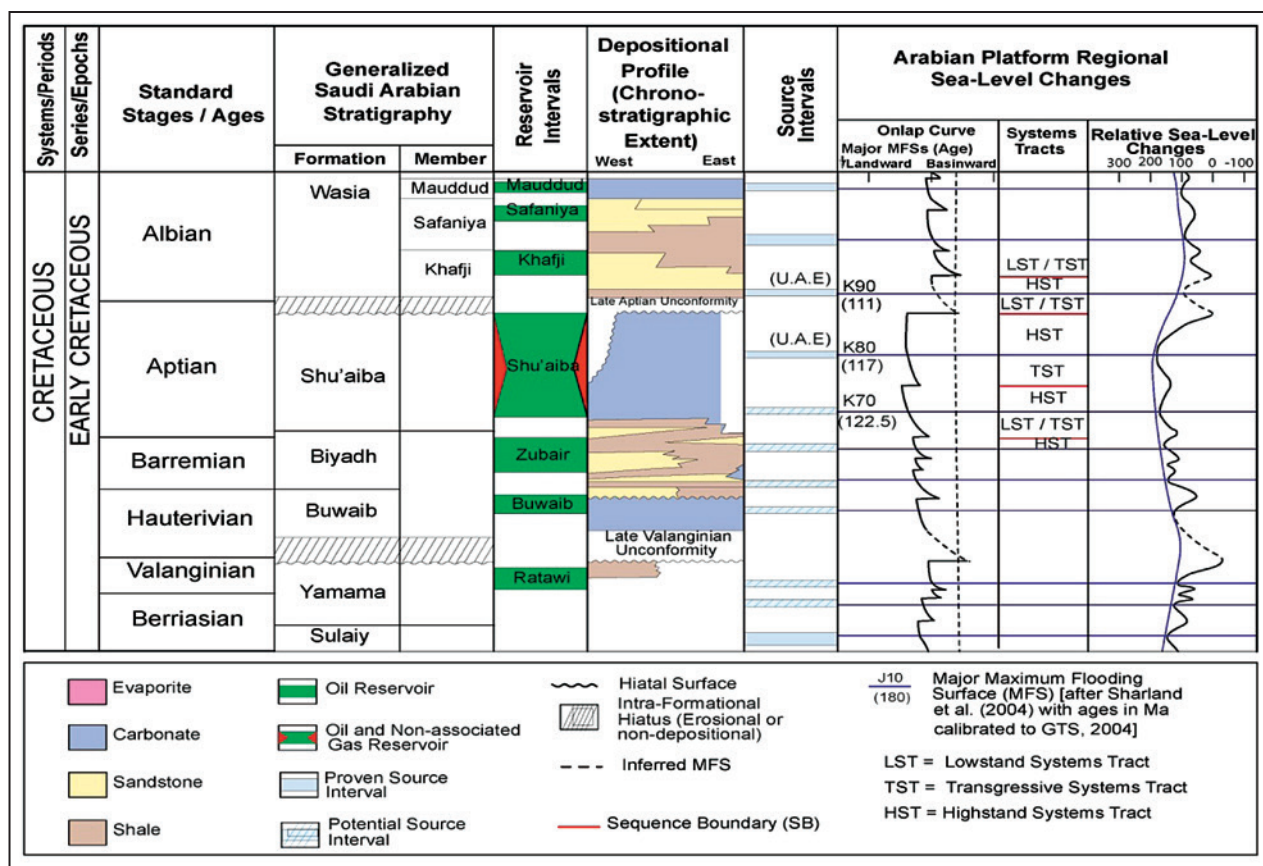 Systems/Periods
Series/Epochs
Standard
Stages / Ages
Generalized
Saudi Arabian
Stratigraphy
Formation
Member
Reservoir
Intervals
Depositional
Profile
(Chrono-
stratigraphic
Extent)
West East
Source
Intervals
Arabian Platform Regional
Sea-Level Changes
Onlap Curve
Major MFSs (Age)
Landward Basinward
Systems
Tracts
Relative Sea-Level
Changes
300 200 100 0 -100
CRETACEOUS
EARLY CRETACEOUS
Albian
Aptian
Barremian
Hauterivian
Valanginian
Berriasian
Wasia
Shu'aiba
Biyadh
Buwaib
Yamama
Sulaiy
Mauddud
Safaniya
Khafji
Mauddud
Safaniya
Khafji
Shu'aiba
Zubair
Buwaib
Ratawi
Late Aptian Unconformity
Late Valanginian
Unconformity
(U.A.E)
(U.A.E)
K90
(111)
K80
(117)
K70
(122.5)
LST / TST
HST
LST / TST
HST
TST
HST
LST / TST
HST
Evaporite
Carbonate
Sandstone
Shale
Oil Reservoir
Oil and Non-associated
Gas Reservoir
Proven Source
Interval
Potential Source
Interval
Hiatal Surface
Intra-Formational
Hiatus (Erosional or
non-depositional)
Inferred MFS
Sequence Boundary (SB)
J10
(180)
Major Maximum Flooding
Surface (MFS) [after Sharland
et al. (2004) with ages in Ma
calibrated to GTS, 2004]
LST = Lowstand Systems Tract
TST = Transgressive Systems Tract
HST = Highstand Systems Tract